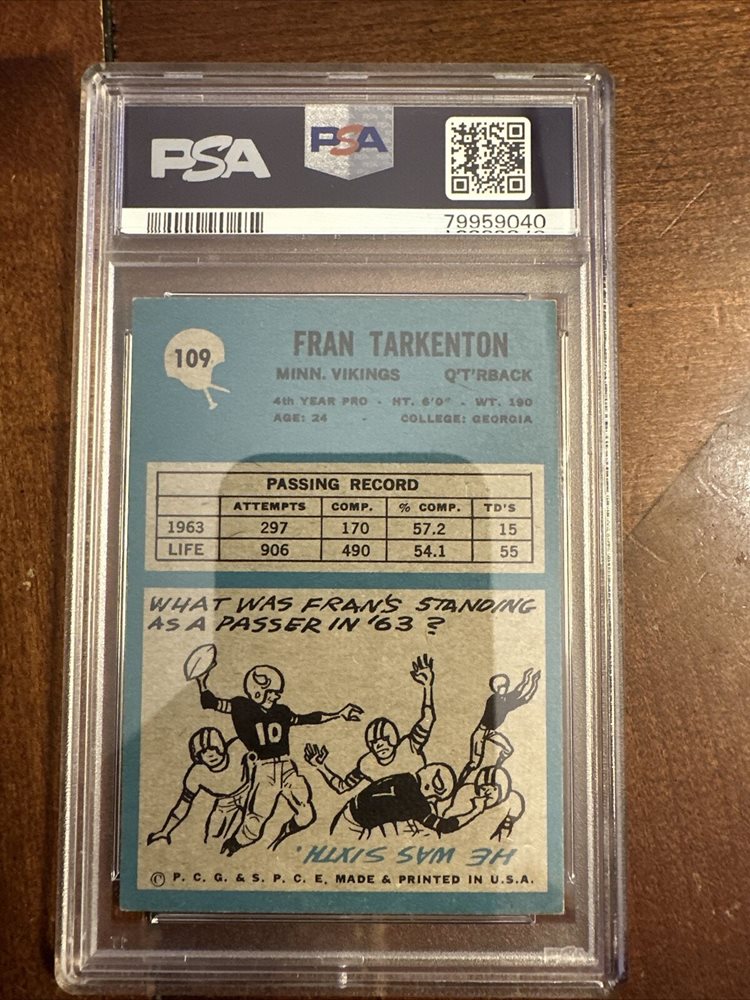 PSA
PSA
79959040
109
FRAN TARKENTON
MINN. VIKINGS Q'T'RBACK
4th YEAR PRO - HT. 6'0" - WT. 190
AGE: 24 - COLLEGE: GEORGIA
PASSING RECORD
ATTEMPTS COMP. % COMP. TD'S
1963 297 170 57.2 15
LIFE 906 490 54.1 55
WHAT WAS FRAN'S STANDING
AS A PASSER IN '63?
10
HE WAS SIXTH.
© P. C. G. & S. P. C. E. MADE & PRINTED IN U.S.A.